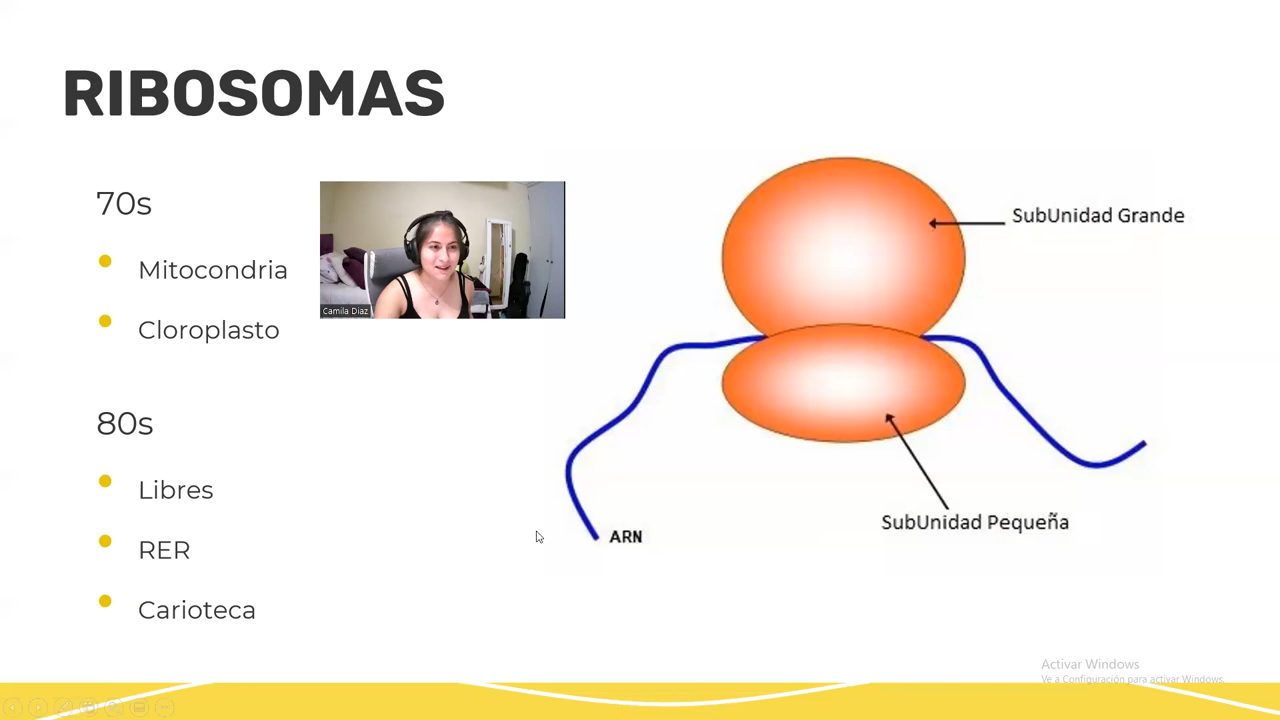 RIBOSOMAS
70s
Mitocondria
Cloroplasto
80s
Libres
RER
Carioteca
Camila Díaz
SubUnidad Grande
SubUnidad Pequeña
ARN
Activar Windows
Ve a Configuración para activar Windows.